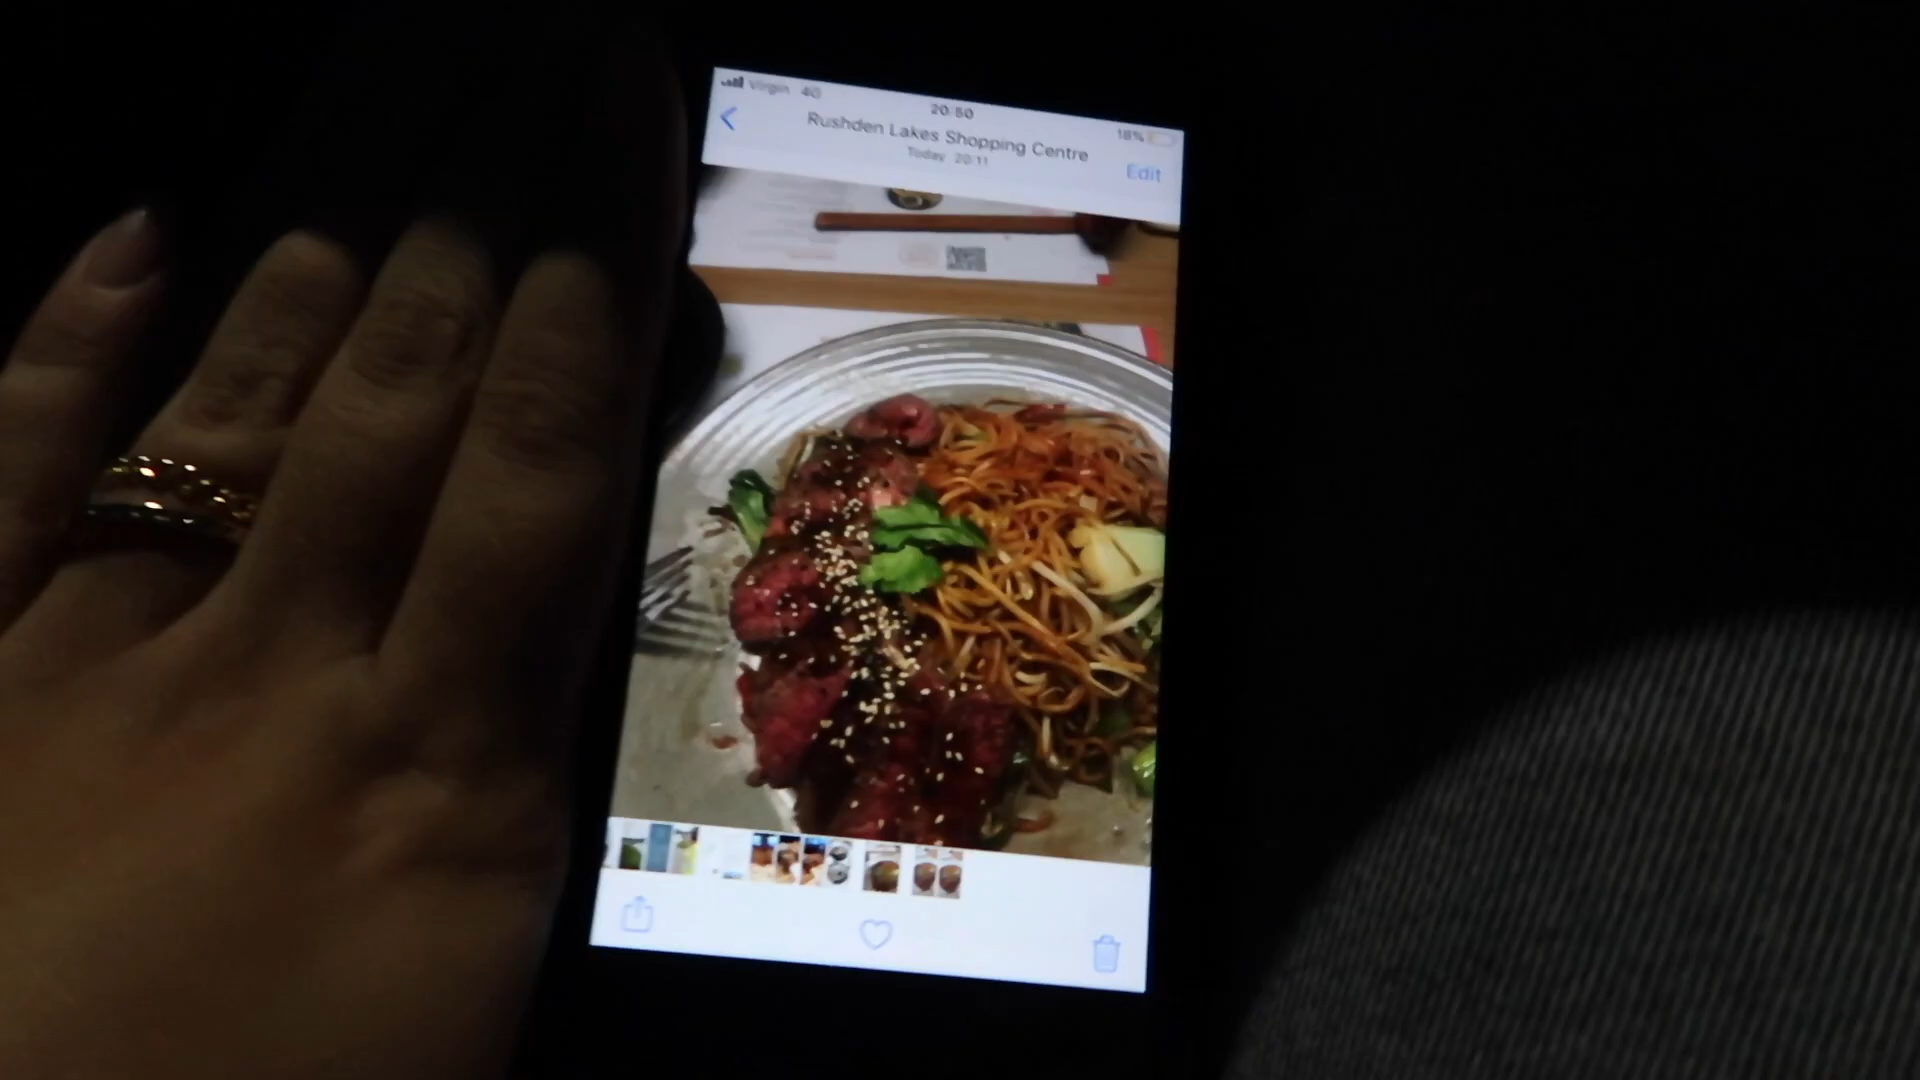 Virgin 4G
20:50
18%
Rushden Lakes Shopping Centre
Today 20:11
Edit